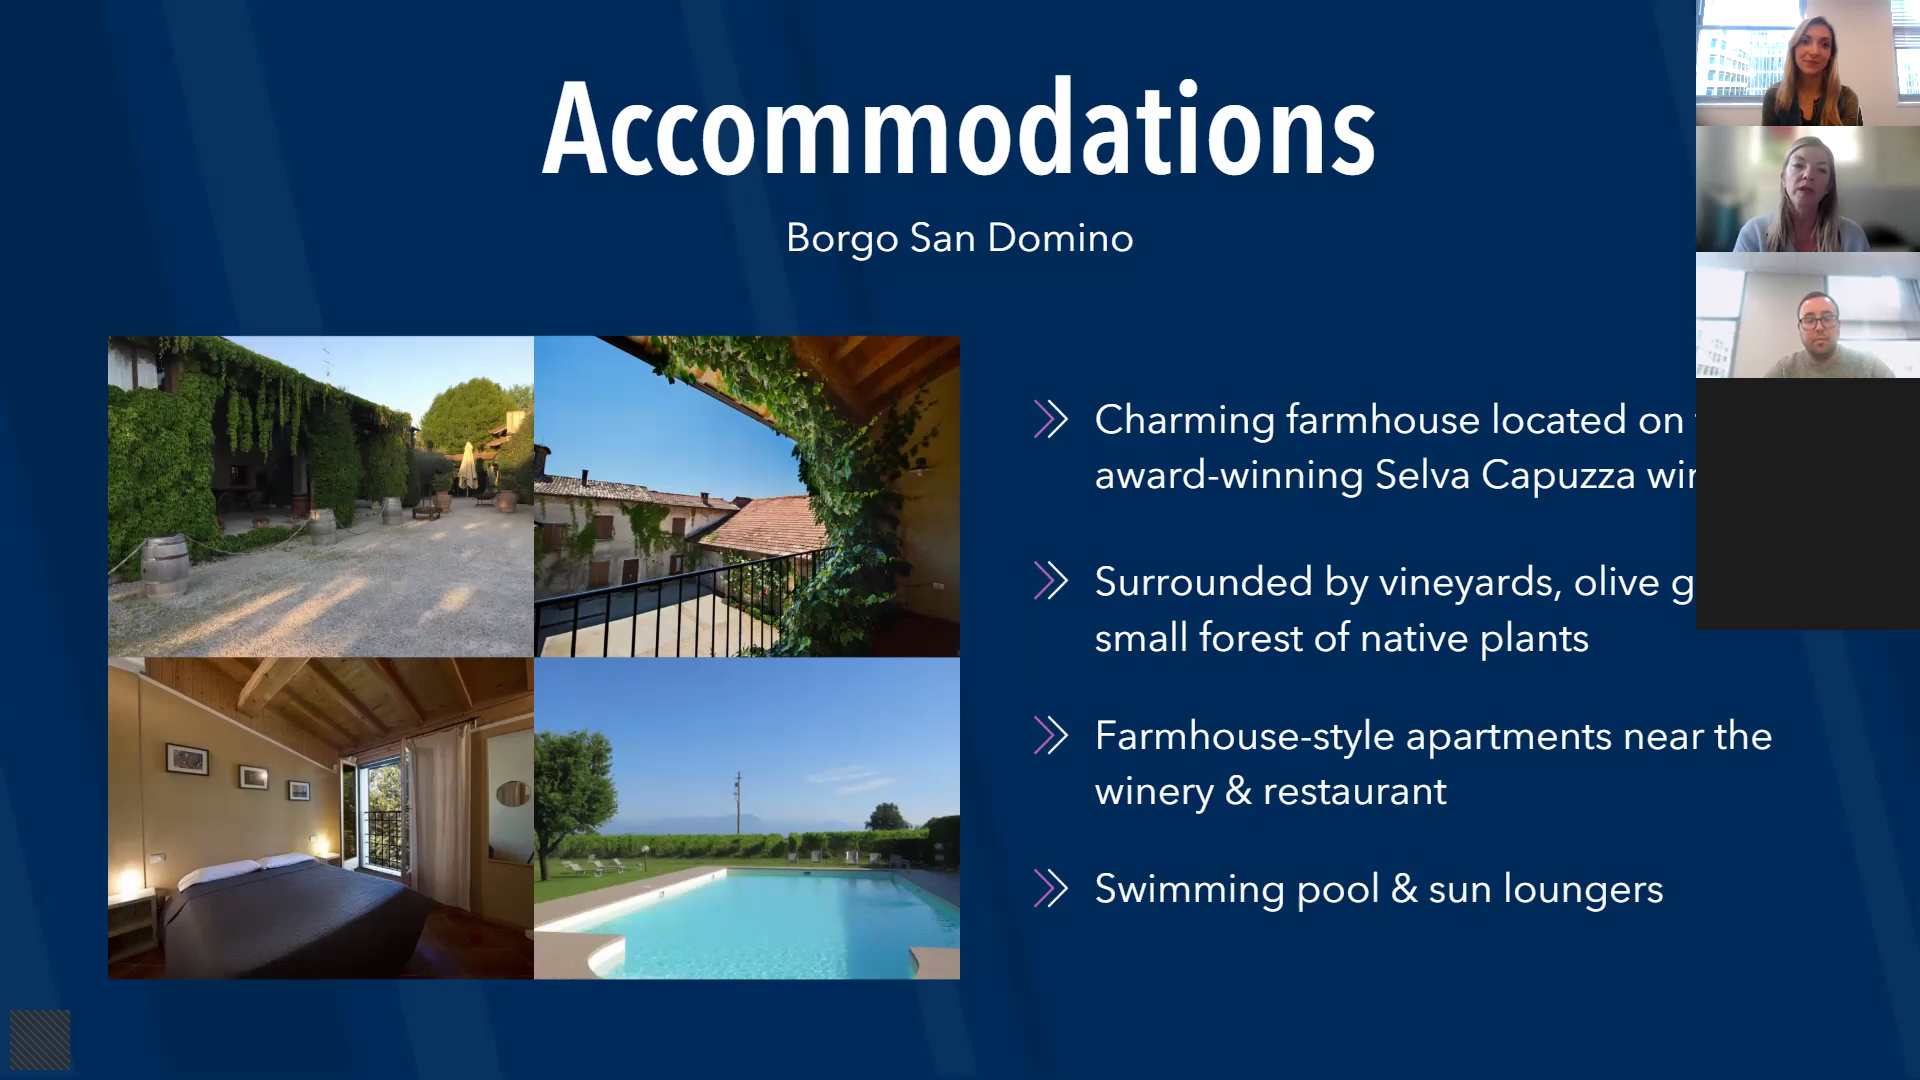 Accommodations
Borgo San Domino
Charming farmhouse located on
award-winning Selva Capuzza
Surrounded by vineyards, olive
small forest of native plants
Farmhouse-style apartments near the
winery & restaurant
Swimming pool & sun loungers